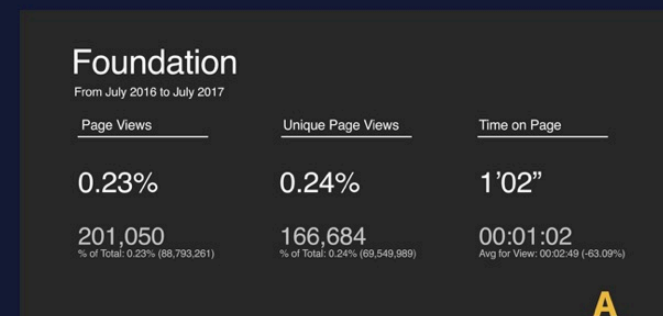 Foundation
From July 2016 to July 2017
Page Views
Unique Page Views
Time on Page
0.23%
0.24%
1’02”
201,050
166,684
00:01:02
% of Total: 0.23% (88,793,261)
% of Total: 0.24% (69,549,989)
Avg for View: 00:02:49 (-63.09%)
A